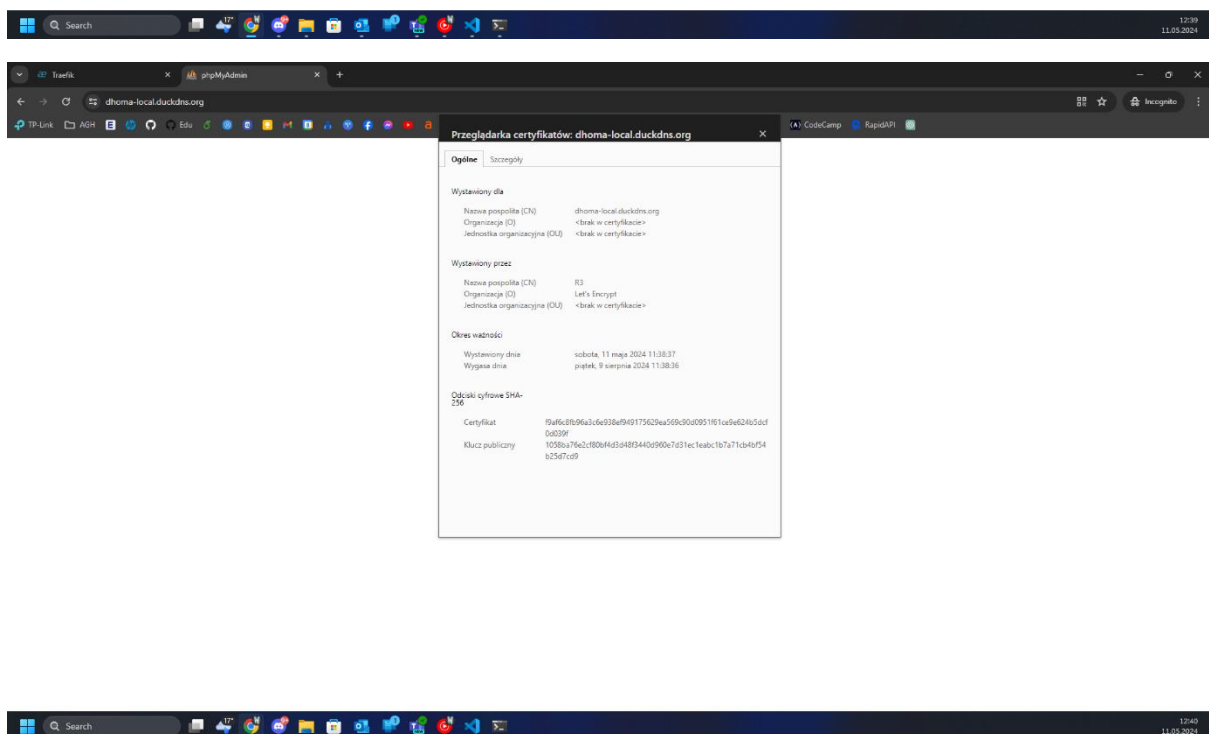 Search
17°
12:39
11.05.2024
Traefik
phpMyAdmin
dhoma-local.duckdns.org
Incognito
TP-Link AGH Edu CodeCamp RapidAPI
Przeglądarka certyfikatów: dhoma-local.duckdns.org
Ogólne Szczegóły
Wystawiony dla
Nazwa pospolita (CN) dhoma-local.duckdns.org
Organizacja (O) <brak w certyfikacie>
Jednostka organizacyjna (OU) <brak w certyfikacie>
Wystawiony przez
Nazwa pospolita (CN) R3
Organizacja (O) Let's Encrypt
Jednostka organizacyjna (OU) <brak w certyfikacie>
Okres ważności
Wystawiony dnia sobota, 11 maja 2024 11:38:37
Wygasa dnia piątek, 9 sierpnia 2024 11:38:36
Odciski cyfrowe SHA-
256
Certyfikat f9af6c8fb96a3c6e938ef949175629ea569c90d0951f61ce9e624b5dcf
0d039f
Klucz publiczny 1058ba76e2cf80bf4d3d48f3440d960e7d31ec1eabc1b7a71cb4bf54
b25d7cd9
Search
17°
12:40
11.05.2024